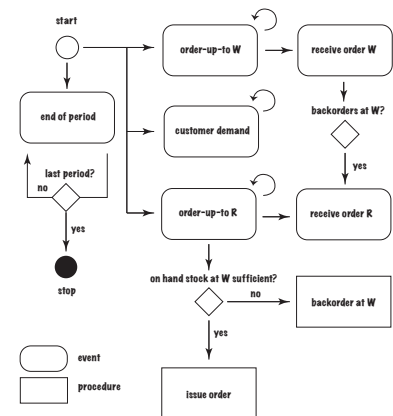 start
order-up-to W
receive order W
end of period
customer demand
backorders at W?
yes
last period?
no
order-up-to R
receive order R
yes
stop
on hand stock at W sufficient?
no
backorder at W
yes
issue order
event
procedure